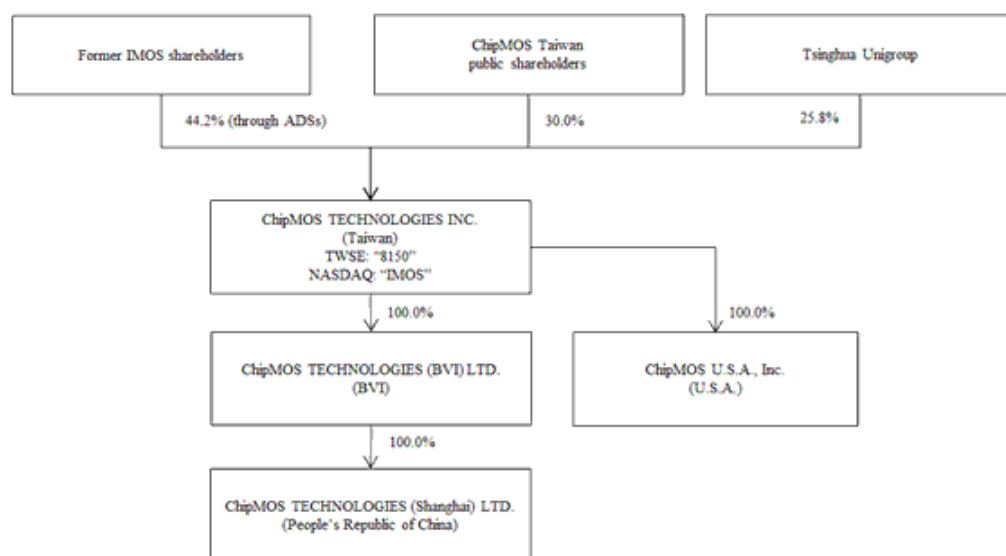 Former IMOS shareholders
ChipMOS Taiwan
public shareholders
Tsinghua Unigroup
44.2% (through ADSs)
30.0%
25.8%
ChipMOS TECHNOLOGIES INC.
(Taiwan)
TWSE: “8150”
NASDAQ: “IMOS”
100.0%
100.0%
ChipMOS TECHNOLOGIES (BVI) LTD.
(BVI)
ChipMOS U.S.A., Inc.
(U.S.A.)
100.0%
ChipMOS TECHNOLOGIES (Shanghai) LTD.
(People’s Republic of China)